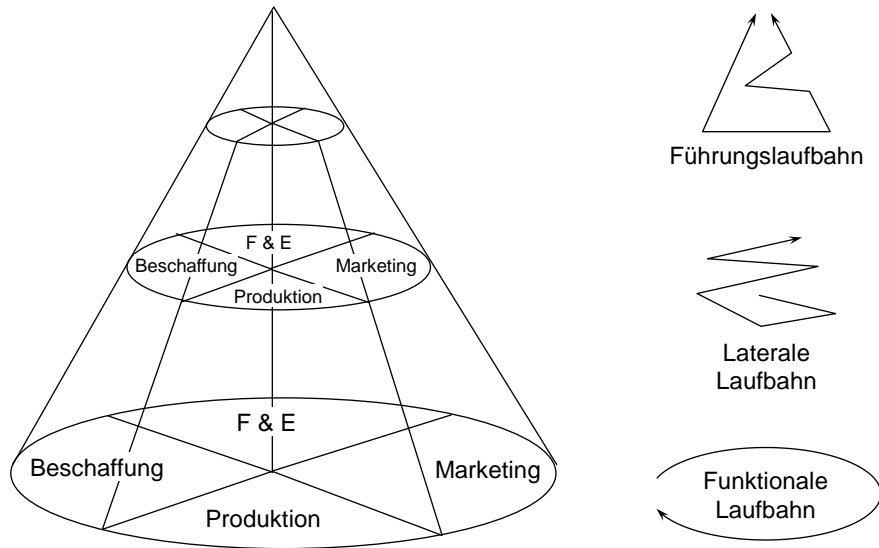 F & E
Beschaffung
Marketing
Produktion
F & E
Beschaffung
Marketing
Produktion
Führungslaufbahn
Laterale
Laufbahn
Funktionale
Laufbahn